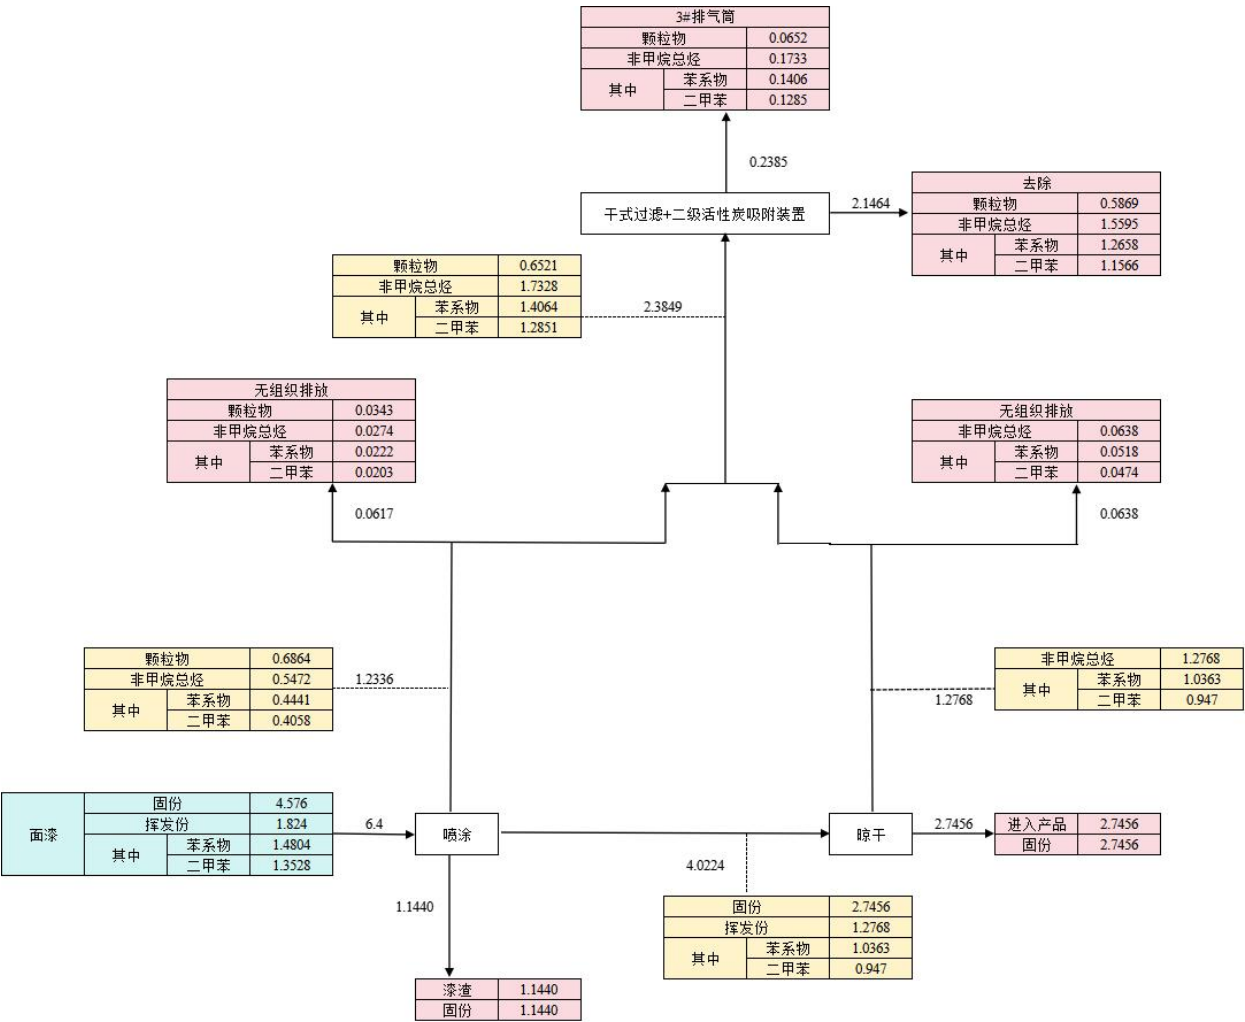 3#排气筒
颗粒物 0.0652
非甲烷总烃 0.1733
其中 苯系物 0.1406
二甲苯 0.1285
0.2385
干式过滤+二级活性炭吸附装置
2.1464
去除
颗粒物 0.5869
非甲烷总烃 1.5595
其中 苯系物 1.2658
二甲苯 1.1566
颗粒物 0.6521
非甲烷总烃 1.7328
其中 苯系物 1.4064
二甲苯 1.2851
2.3849
无组织排放
颗粒物 0.0343
非甲烷总烃 0.0274
其中 苯系物 0.0222
二甲苯 0.0203
0.0617
无组织排放
非甲烷总烃 0.0638
其中 苯系物 0.0518
二甲苯 0.0474
0.0638
颗粒物 0.6864
非甲烷总烃 0.5472
其中 苯系物 0.4441
二甲苯 0.4058
1.2336
非甲烷总烃 1.2768
其中 苯系物 1.0363
二甲苯 0.947
1.2768
面漆 固份 4.576
挥发份 1.824
其中 苯系物 1.4804
二甲苯 1.3528
6.4
喷涂
4.0224
晾干
2.7456
进入产品 2.7456
固份 2.7456
1.1440
固份 2.7456
挥发份 1.2768
其中 苯系物 1.0363
二甲苯 0.947
漆渣 1.1440
固份 1.1440